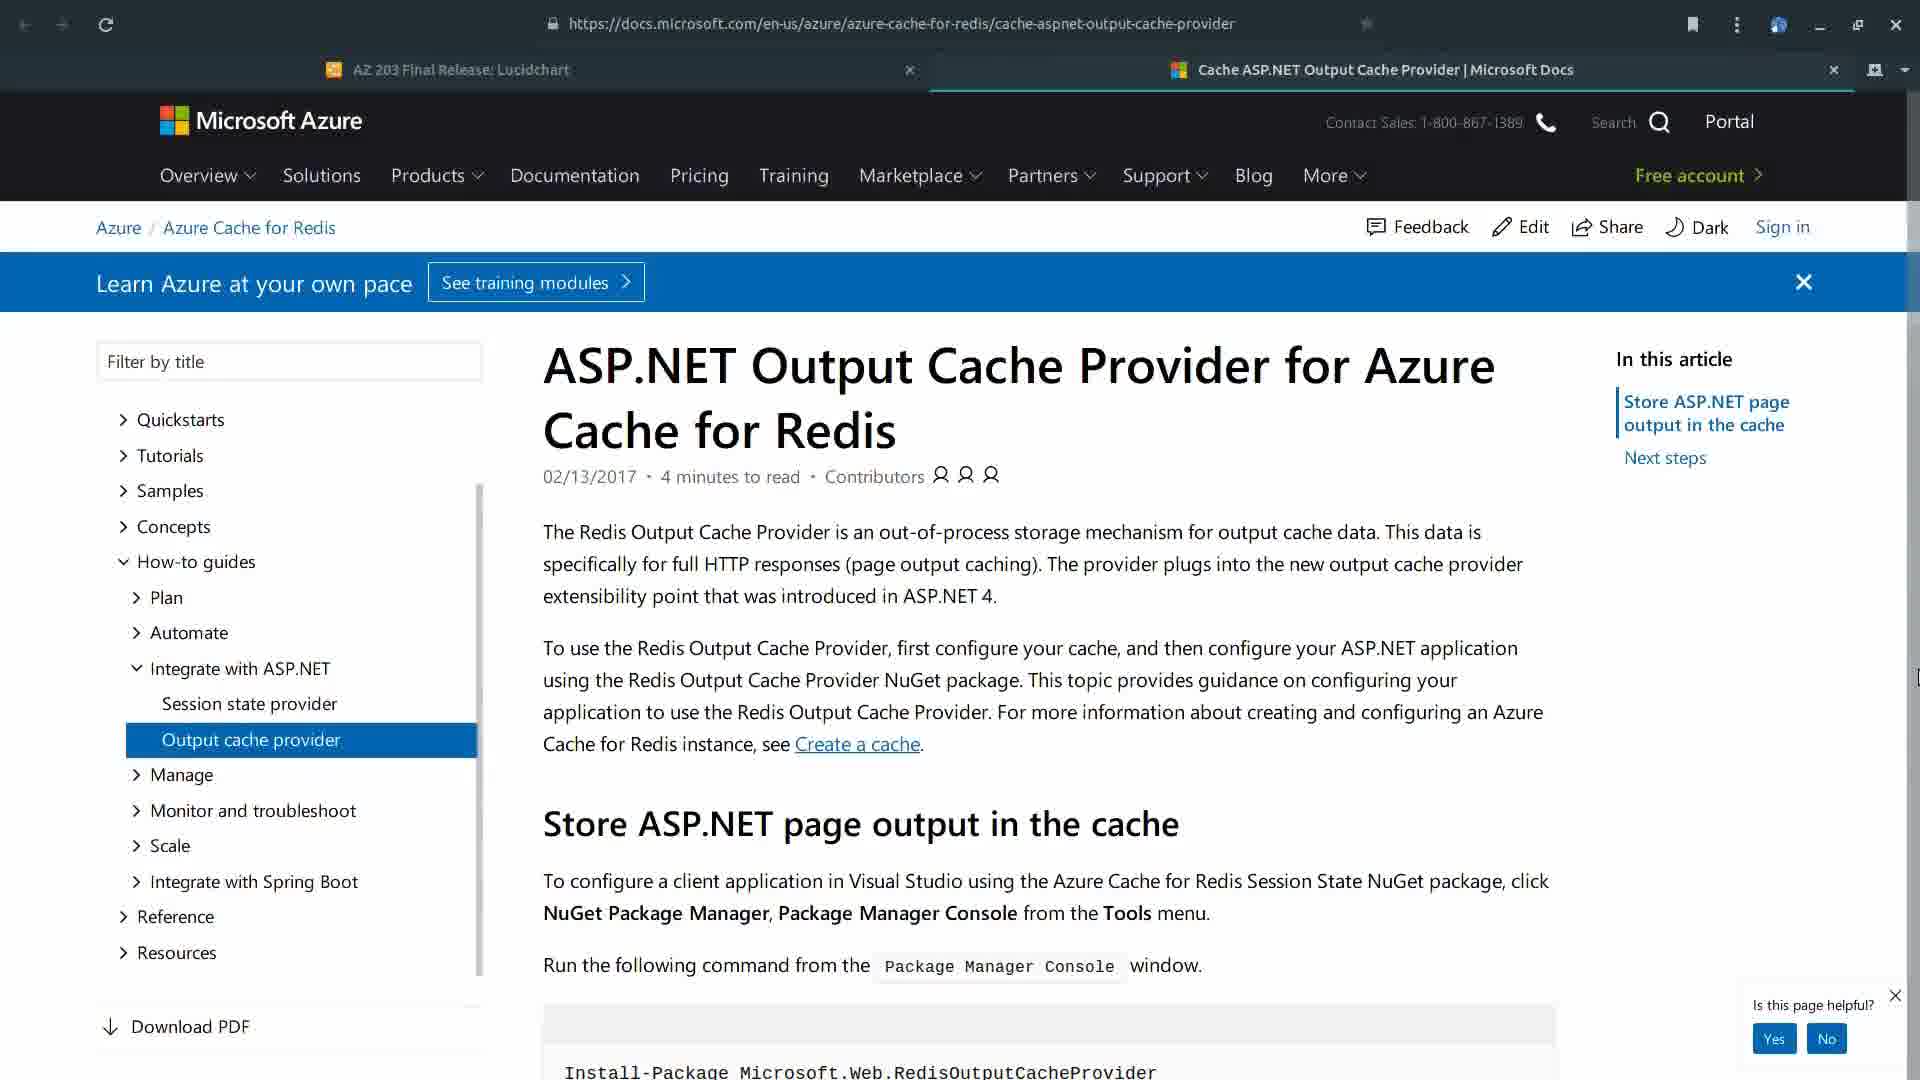 https://docs.microsoft.com/en-us/azure/azure-cache-for-redis/cache-aspnet-output-cache-provider
AZ 203 Final Release: Lucidchart
Cache ASP.NET Output Cache Provider | Microsoft Docs
Microsoft Azure
Contact Sales: 1-800-867-1389
Search
Portal
Overview
Solutions
Products
Documentation
Pricing
Training
Marketplace
Partners
Support
Blog
More
Free account
Azure / Azure Cache for Redis
Feedback
Edit
Share
Dark
Sign in
Learn Azure at your own pace
See training modules
Filter by title
Quickstarts
Tutorials
Samples
Concepts
How-to guides
Plan
Automate
Integrate with ASP.NET
Session state provider
Output cache provider
Manage
Monitor and troubleshoot
Scale
Integrate with Spring Boot
Reference
Resources
Download PDF
ASP.NET Output Cache Provider for Azure
Cache for Redis
02/13/2017 • 4 minutes to read • Contributors
The Redis Output Cache Provider is an out-of-process storage mechanism for output cache data. This data is
specifically for full HTTP responses (page output caching). The provider plugs into the new output cache provider
extensibility point that was introduced in ASP.NET 4.
To use the Redis Output Cache Provider, first configure your cache, and then configure your ASP.NET application
using the Redis Output Cache Provider NuGet package. This topic provides guidance on configuring your
application to use the Redis Output Cache Provider. For more information about creating and configuring an Azure
Cache for Redis instance, see Create a cache.
Store ASP.NET page output in the cache
To configure a client application in Visual Studio using the Azure Cache for Redis Session State NuGet package, click
NuGet Package Manager, Package Manager Console from the Tools menu.
Run the following command from the Package Manager Console window.
Install-Package Microsoft.Web.RedisOutputCacheProvider
In this article
Store ASP.NET page
output in the cache
Next steps
Is this page helpful?
Yes
No